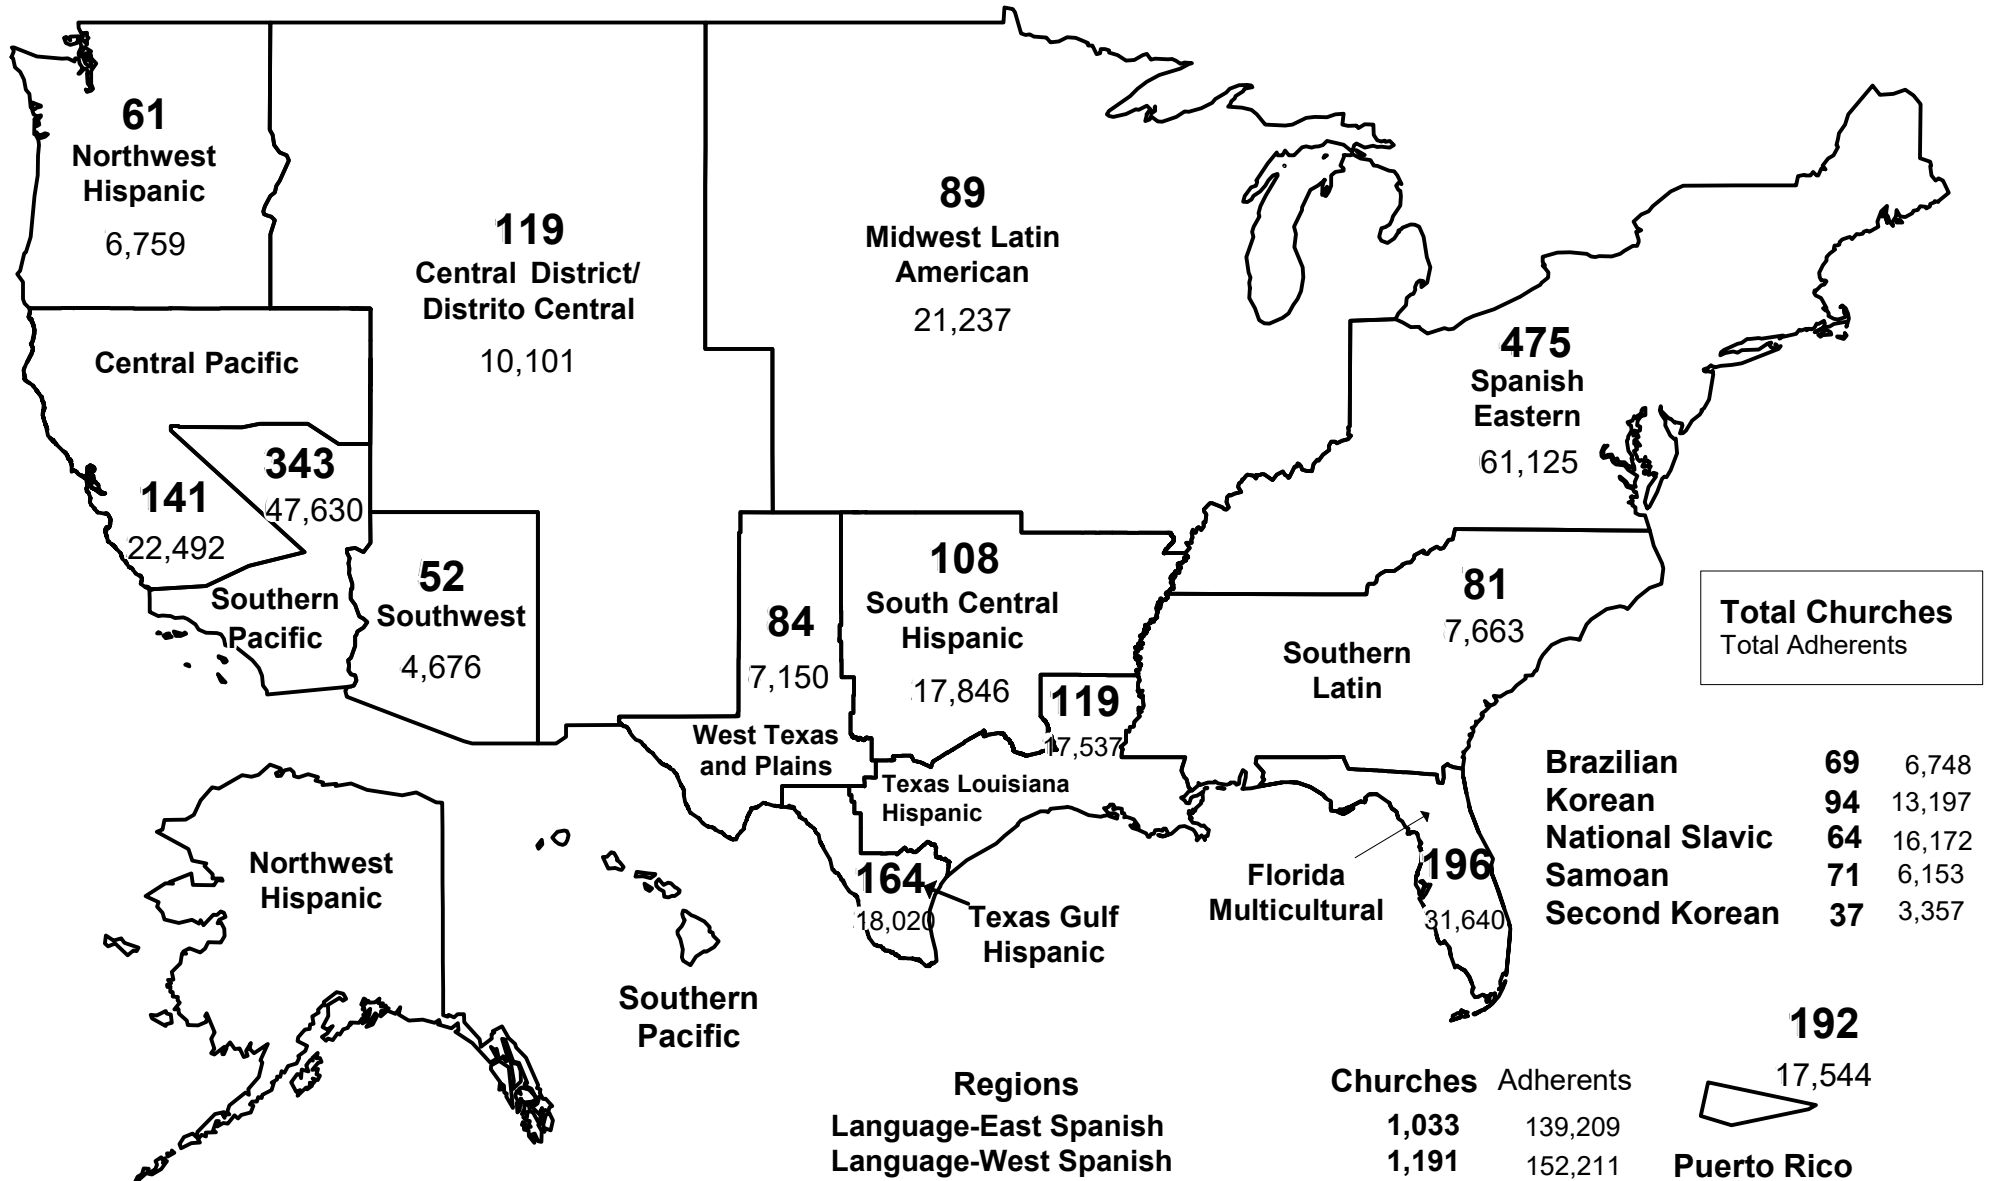 61
Northwest
Hispanic
6,759
119
Central District/
Distrito Central
10,101
89
Midwest Latin
American
21,237
475
Spanish
Eastern
61,125
Central Pacific
141
22,492
343
47,630
Southern
Pacific
52
Southwest
4,676
84
7,150
West Texas
and Plains
108
South Central
Hispanic
17,846
119
17,537
Texas Louisiana
Hispanic
81
7,663
Southern
Latin
Total Churches
Total Adherents
164
18,020
Texas Gulf
Hispanic
Florida
Multicultural
196
31,640
Brazilian 69 6,748
Korean 94 13,197
National Slavic 64 16,172
Samoan 71 6,153
Second Korean 37 3,357
Northwest
Hispanic
Southern
Pacific
192
17,544
Puerto Rico
Regions Churches Adherents
Language-East Spanish 1,033 139,209
Language-West Spanish 1,191 152,211